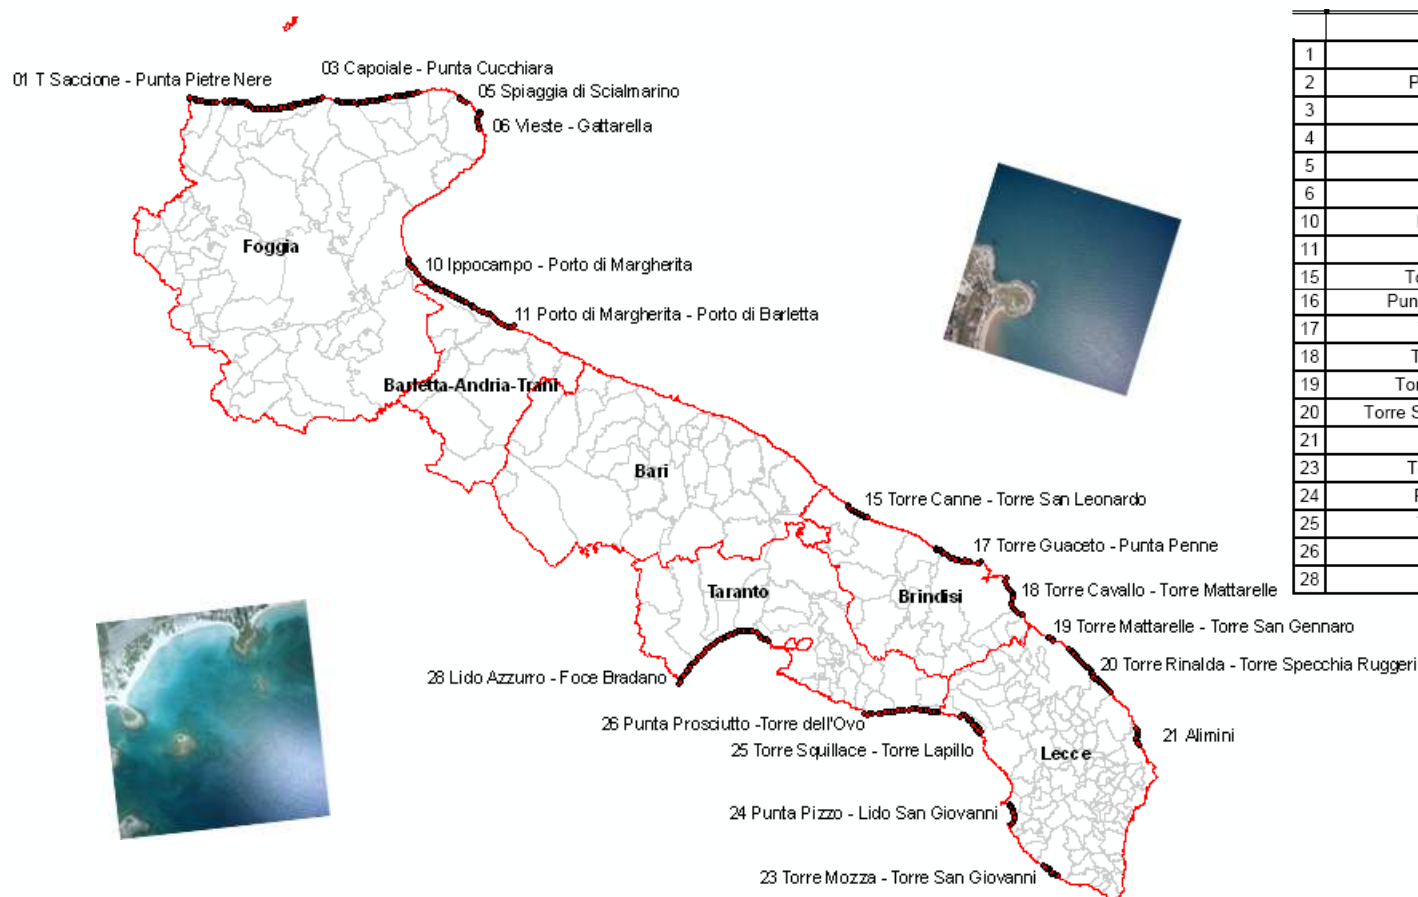 01 T Saccione - Punta Pietre Nere
03 Capoiale - Punta Cucchiara
05 Spiaggia di Scialmarino
06 Vieste - Gattarella
Foggia
10 Ippocampo - Porto di Margherita
11 Porto di Margherita - Porto di Barletta
Barletta-Andria-Trani
Bari
15 Torre Canne - Torre San Leonardo
17 Torre Guaceto - Punta Penne
Taranto
Brindisi
18 Torre Cavallo - Torre Mattarelle
19 Torre Mattarelle - Torre San Gennaro
20 Torre Rinalda - Torre Specchia Ruggeri
28 Lido Azzurro - Foce Bradano
26 Punta Prosciutto -Torre dell'Ovo
25 Torre Squillace - Torre Lapillo
21 Alimini
Lecce
24 Punta Pizzo - Lido San Giovanni
23 Torre Mozza - Torre San Giovanni
1
2 P
3
4
5
6
10
11
15 To
16 Pun
17
18 T
19 Tor
20 Torre S
21
23 T
24
25
26
28